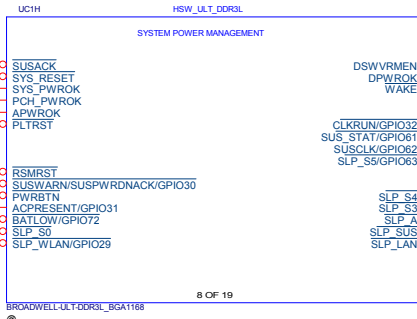 UC1H HSW_ULT_DDR3L
SYSTEM POWER MANAGEMENT
SUSACK DSWVRMEN
SYS_RESET DPWROK
SYS_PWROK WAKE
PCH_PWROK
APWROK
PLTRST CLKRUN/GPIO32
SUS_STAT/GPIO61
SUSCLK/GPIO62
SLP_S5/GPIO63
RSMRST
SUSWARN/SUSPWRDNACK/GPIO30
PWRBTN SLP_S4
ACPRESENT/GPIO31 SLP_S3
BATLOW/GPIO72 SLP_A
SLP_S0 SLP_SUS
SLP_WLAN/GPIO29 SLP_LAN
8 OF 19
BROADWELL-ULT-DDR3L_BGA1168
@